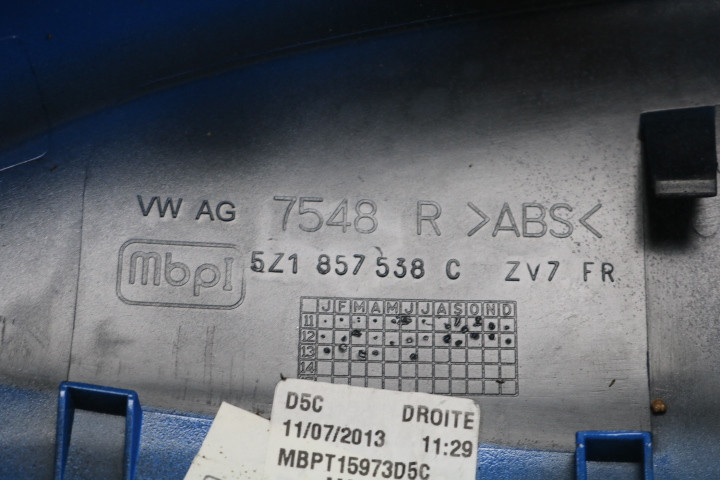 VW AG 7548 R >ABS<
Mbpl 5Z1 857 538 C ZV7 FR
J F M A M J J A S O N D
11
12
13
14
D5C DROITE
11/07/2013 11:29
MBPT15973D5C